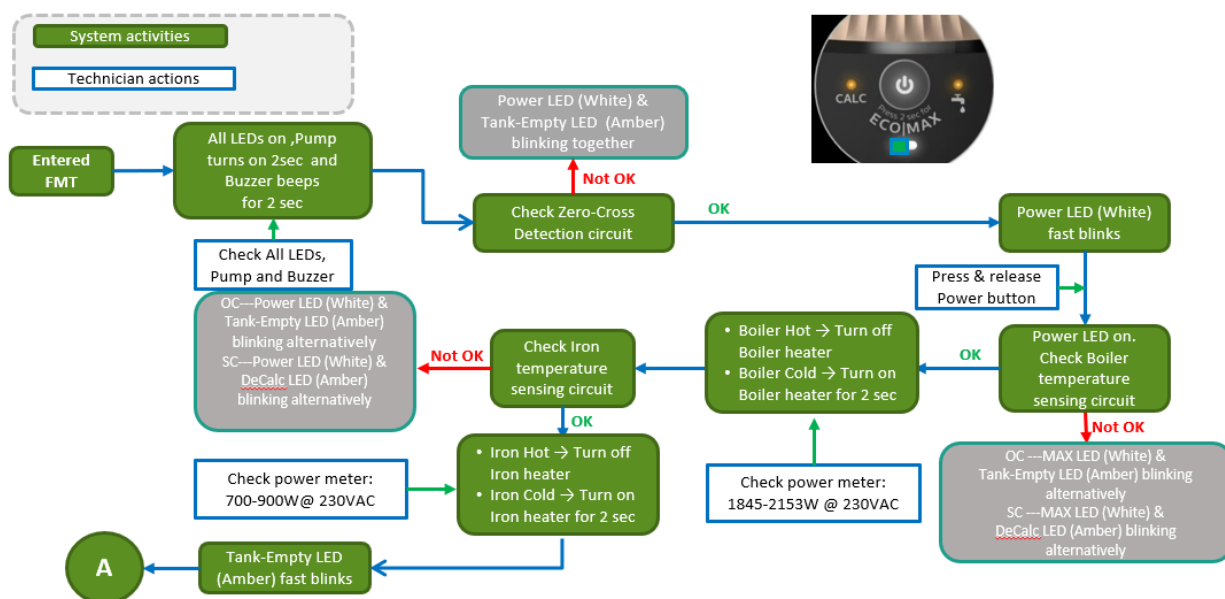 System activities
Technician actions
CALC
Press 2 sec for
ECO|MAX
Entered
FMT
All LEDs on ,Pump
turns on 2sec  and
Buzzer beeps
for 2 sec
Check All LEDs,
Pump and Buzzer
Power LED (White) &
Tank-Empty LED  (Amber)
blinking together
Not OK
Check Zero-Cross
Detection circuit
OK
Power LED (White)
fast blinks
Press & release
Power button
Power LED on.
Check Boiler
temperature
sensing circuit
Not OK
OC ---MAX LED (White) &
Tank-Empty LED (Amber) blinking
alternatively
SC ---MAX LED (White) &
DeCalc LED (Amber) blinking
alternatively
OK
• Boiler Hot → Turn off
Boiler heater
• Boiler Cold → Turn on
Boiler heater for 2 sec
Check power meter:
1845-2153W @ 230VAC
Check Iron
temperature
sensing circuit
Not OK
OC---Power LED (White) &
Tank-Empty LED (Amber)
blinking alternatively
SC---Power LED (White) &
DeCalc LED (Amber)
blinking alternatively
OK
• Iron Hot → Turn off
Iron heater
• Iron Cold → Turn on
Iron heater for 2 sec
Check power meter:
700-900W@ 230VAC
Tank-Empty LED
(Amber) fast blinks
A